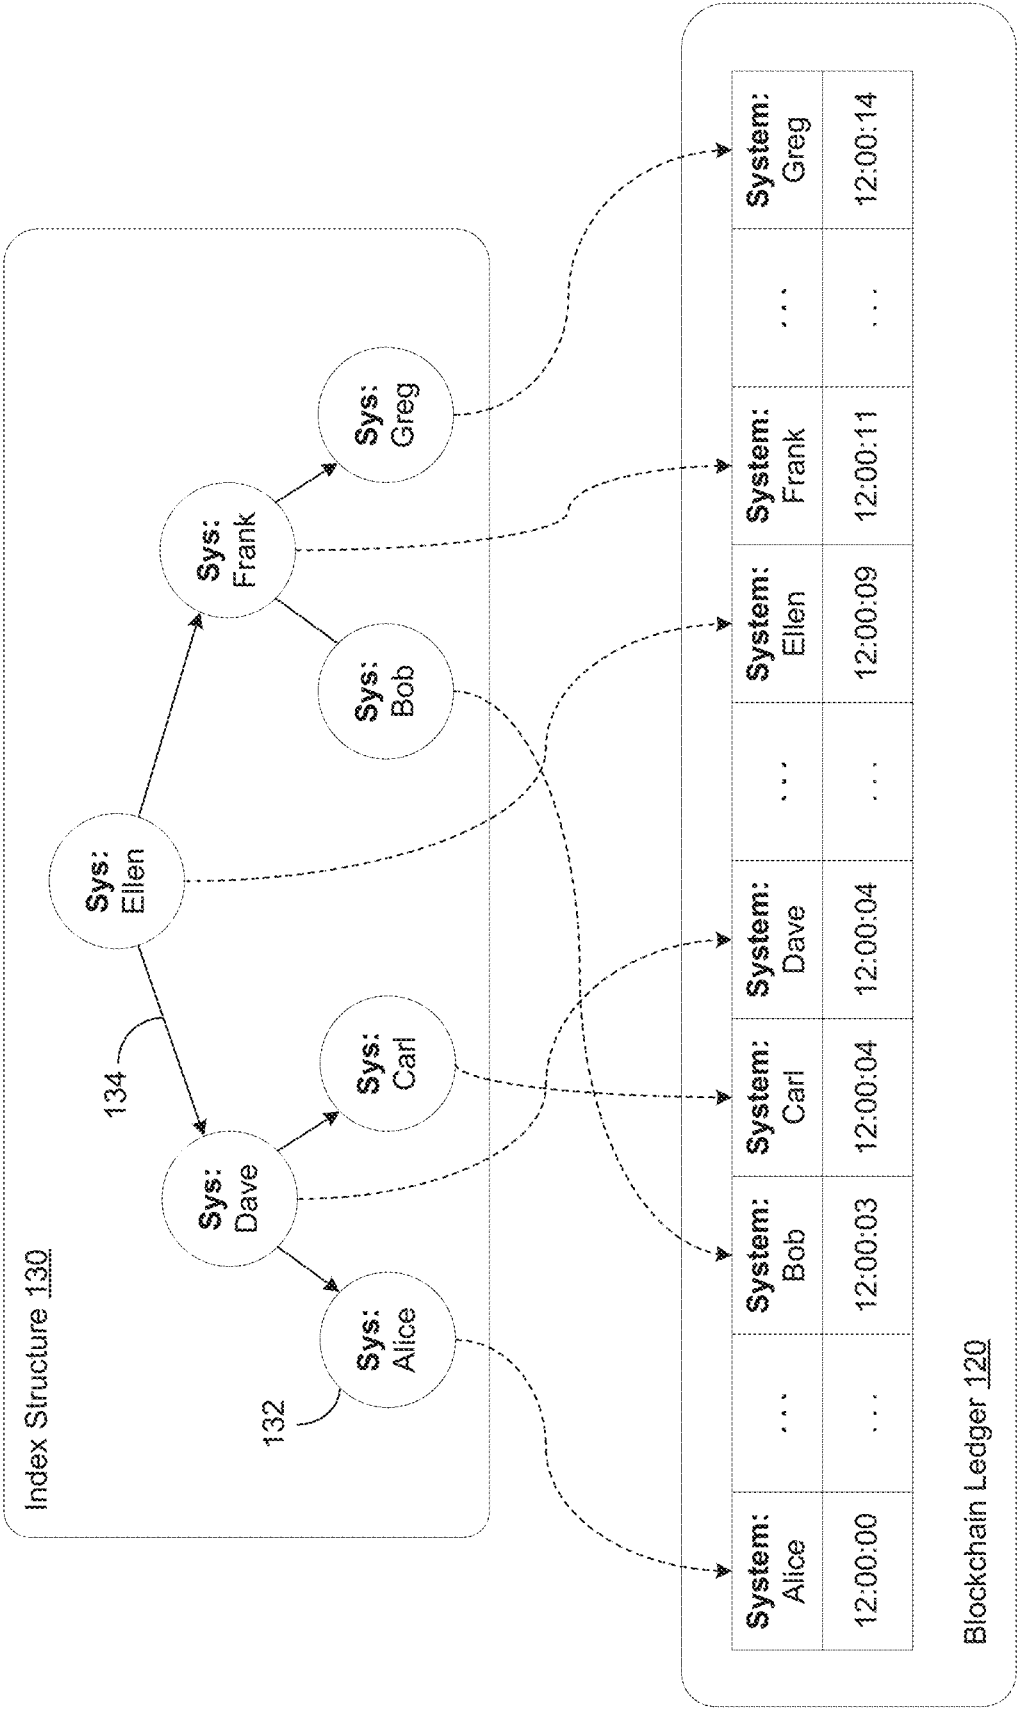 Index Structure 130
Sys:
Ellen
134
Sys:
Dave
Sys:
Frank
132
Sys:
Alice
Sys:
Carl
Sys:
Bob
Sys:
Greg
System:
Alice
...
System:
Bob
System:
Carl
System:
Dave
...
System:
Ellen
System:
Frank
...
System:
Greg
12:00:00
...
12:00:03
12:00:04
12:00:04
...
12:00:09
12:00:11
...
12:00:14
Blockchain Ledger 120